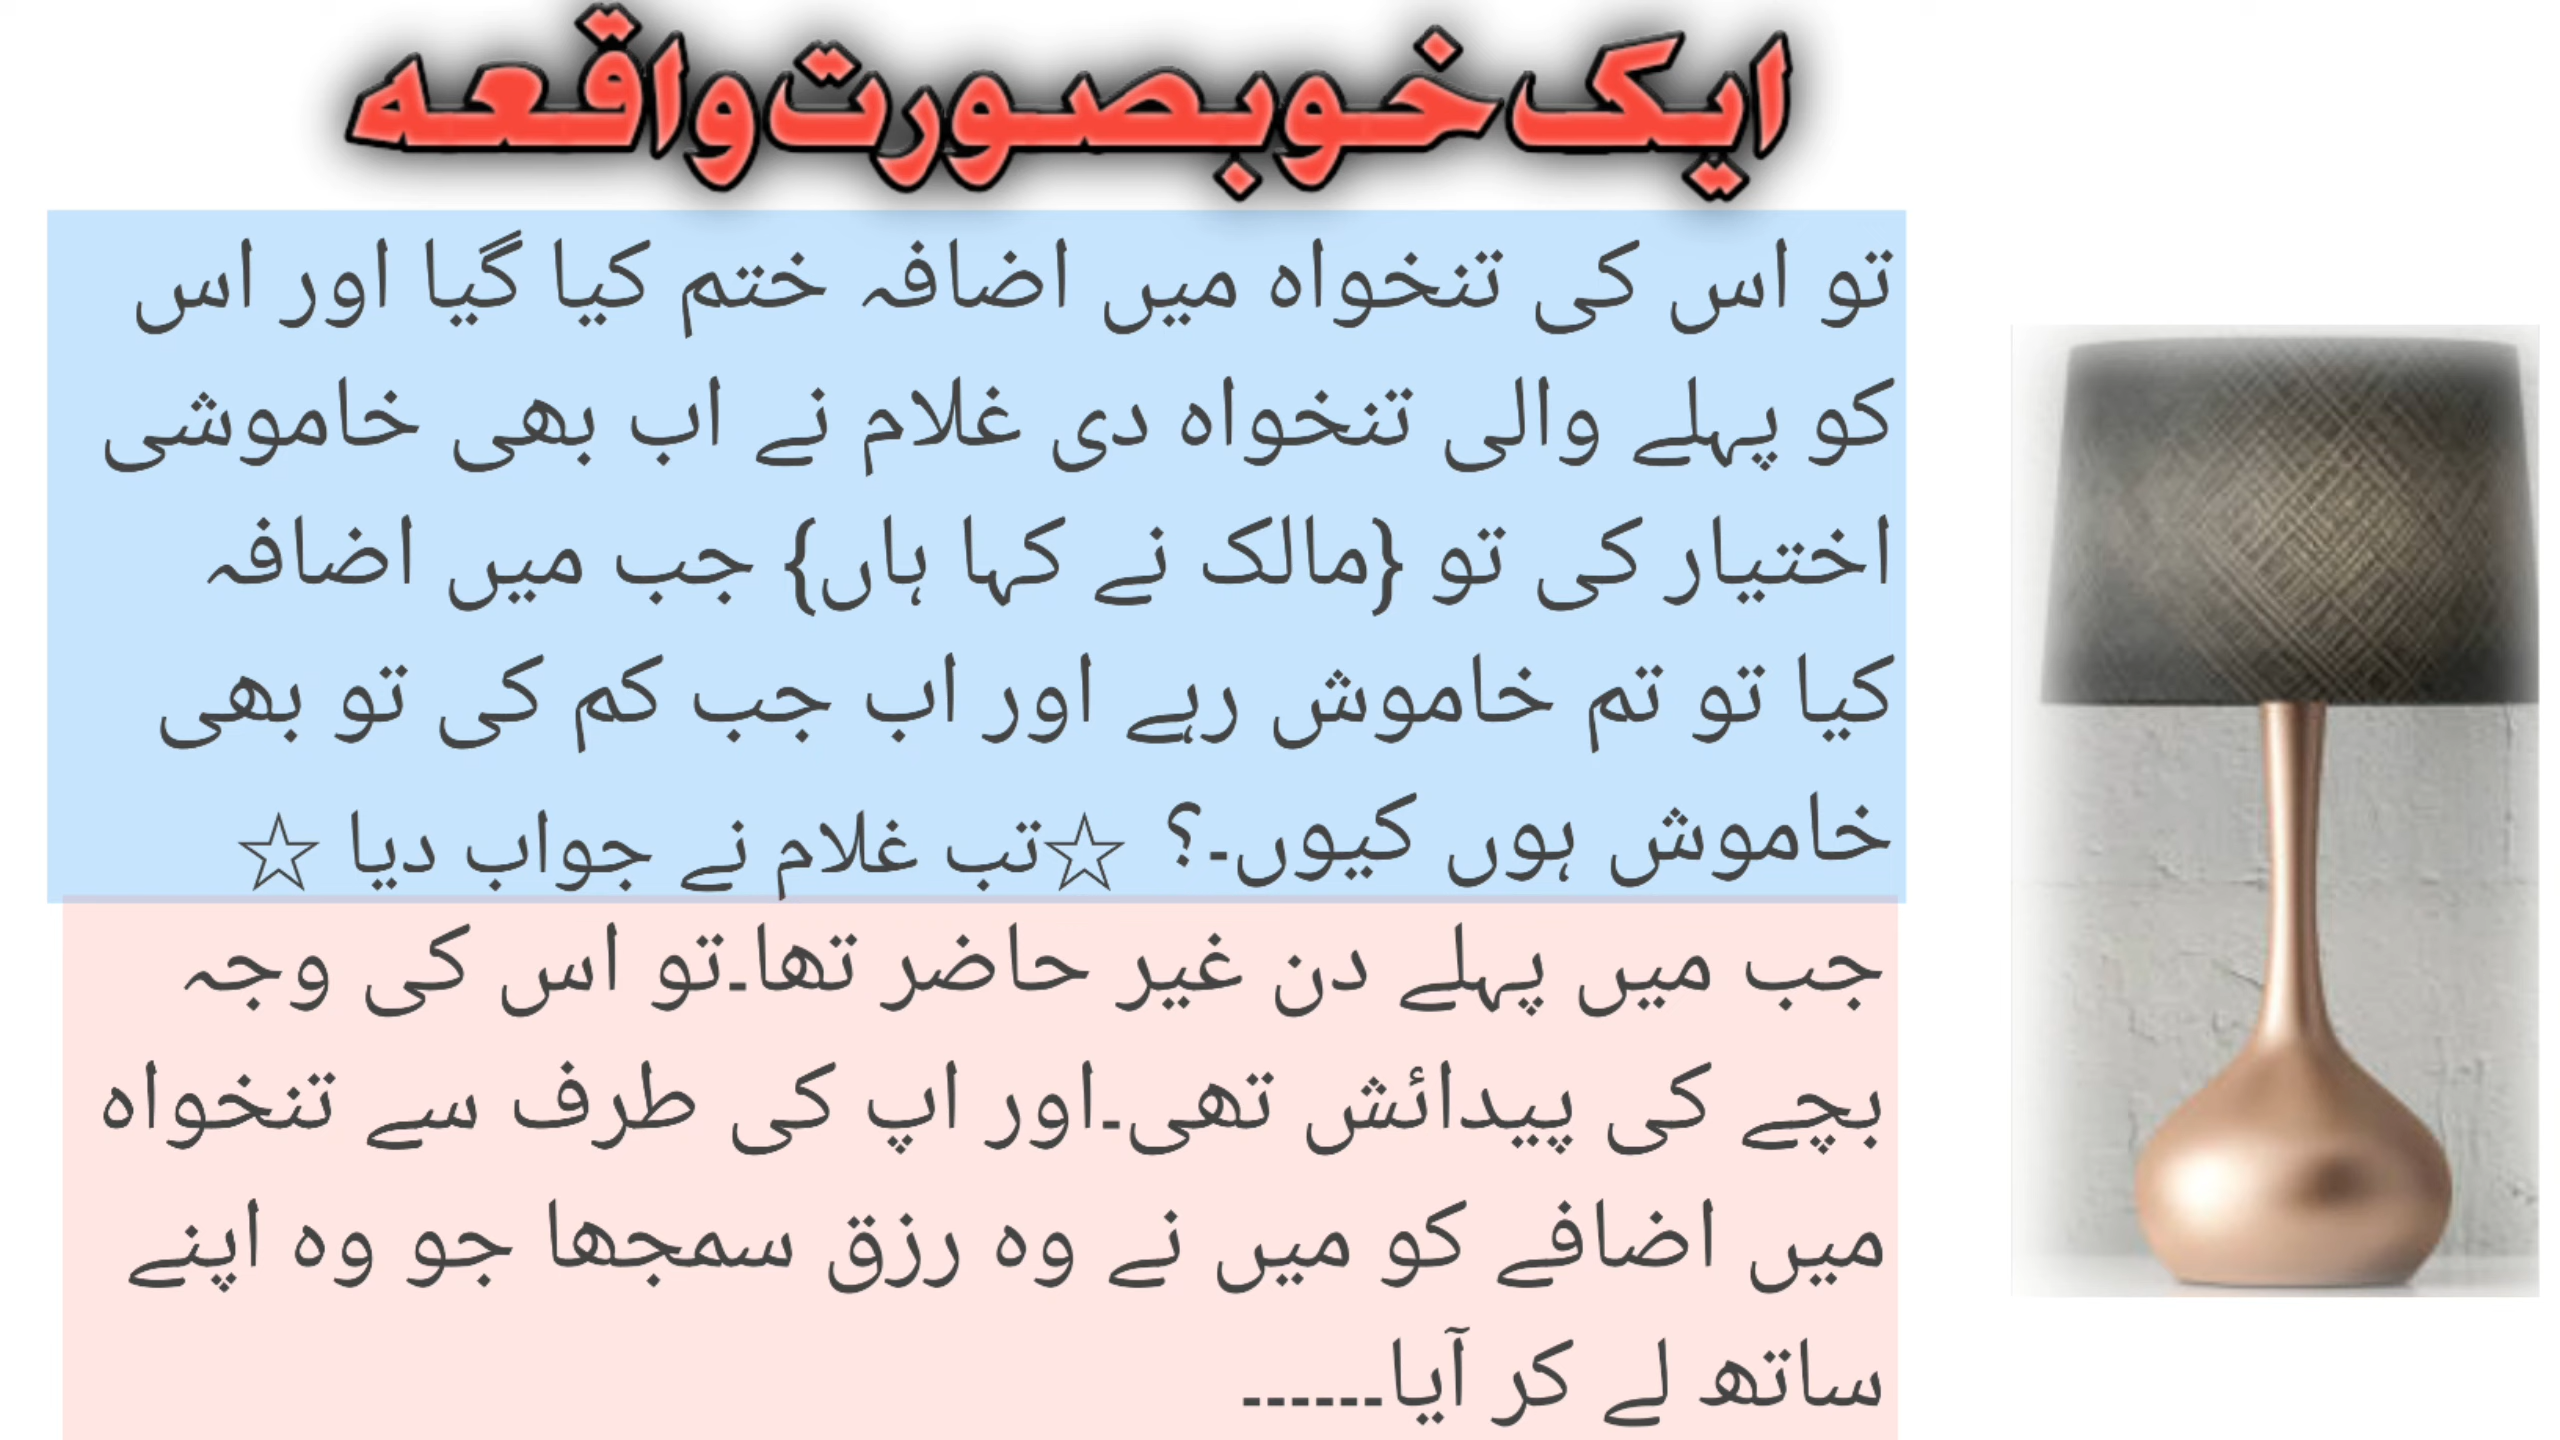 ایک خوبصورت واقعہ
تو اس کی تنخواہ میں اضافہ ختم کیا گیا اور اس
کو پہلے والی تنخواہ دی غلام نے اب بھی خاموشی
اختیار کی تو {مالک نے کہا ہاں} جب میں اضافہ
کیا تو تم خاموش رہے اور اب جب کم کی تو بھی
خاموش ہوں کیوں۔؟ ☆تب غلام نے جواب دیا ☆
جب میں پہلے دن غیر حاضر تھا۔تو اس کی وجہ
بچے کی پیدائش تھی۔اور اپ کی طرف سے تنخواہ
میں اضافے کو میں نے وہ رزق سمجھا جو وہ اپنے
ساتھ لے کر آیا۔۔۔۔۔۔